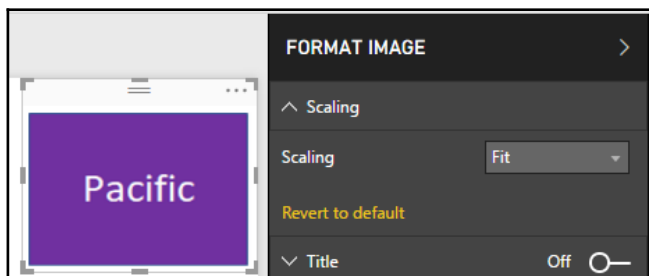 FORMAT IMAGE
Scaling
Scaling Fit
Pacific
Revert to default
Title Off